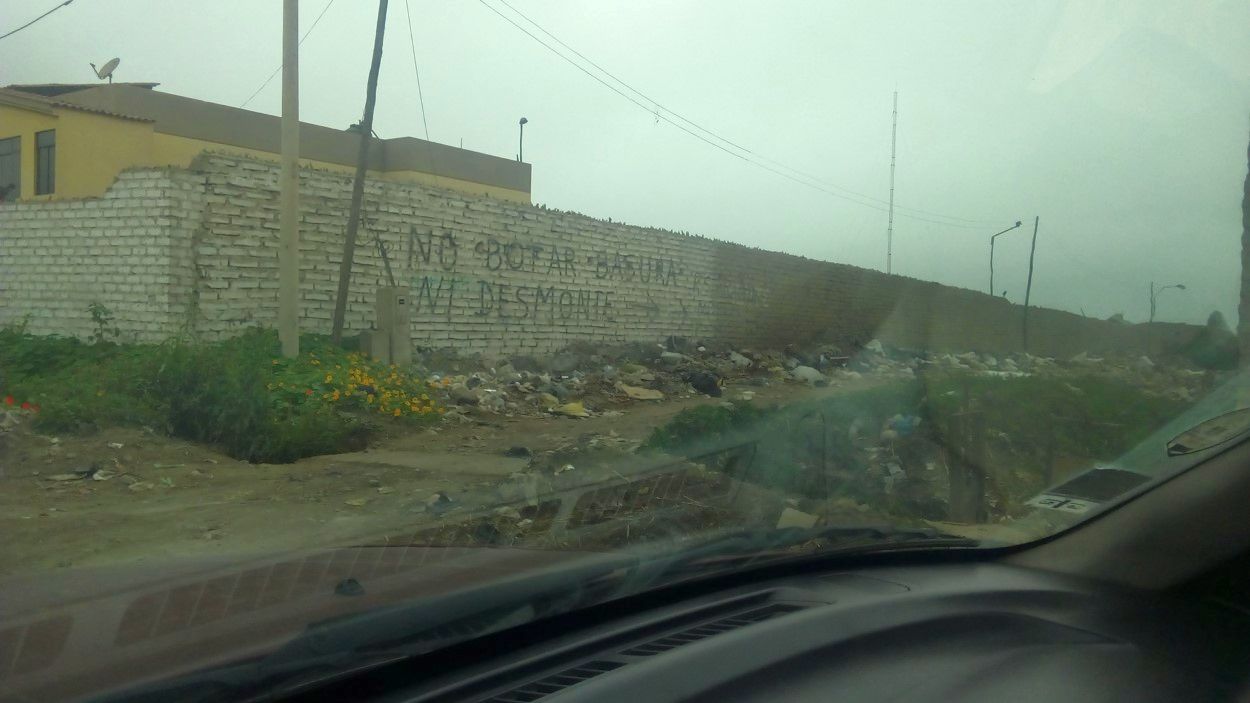 NO BOTAR "BASURA"
NI DESMONTE